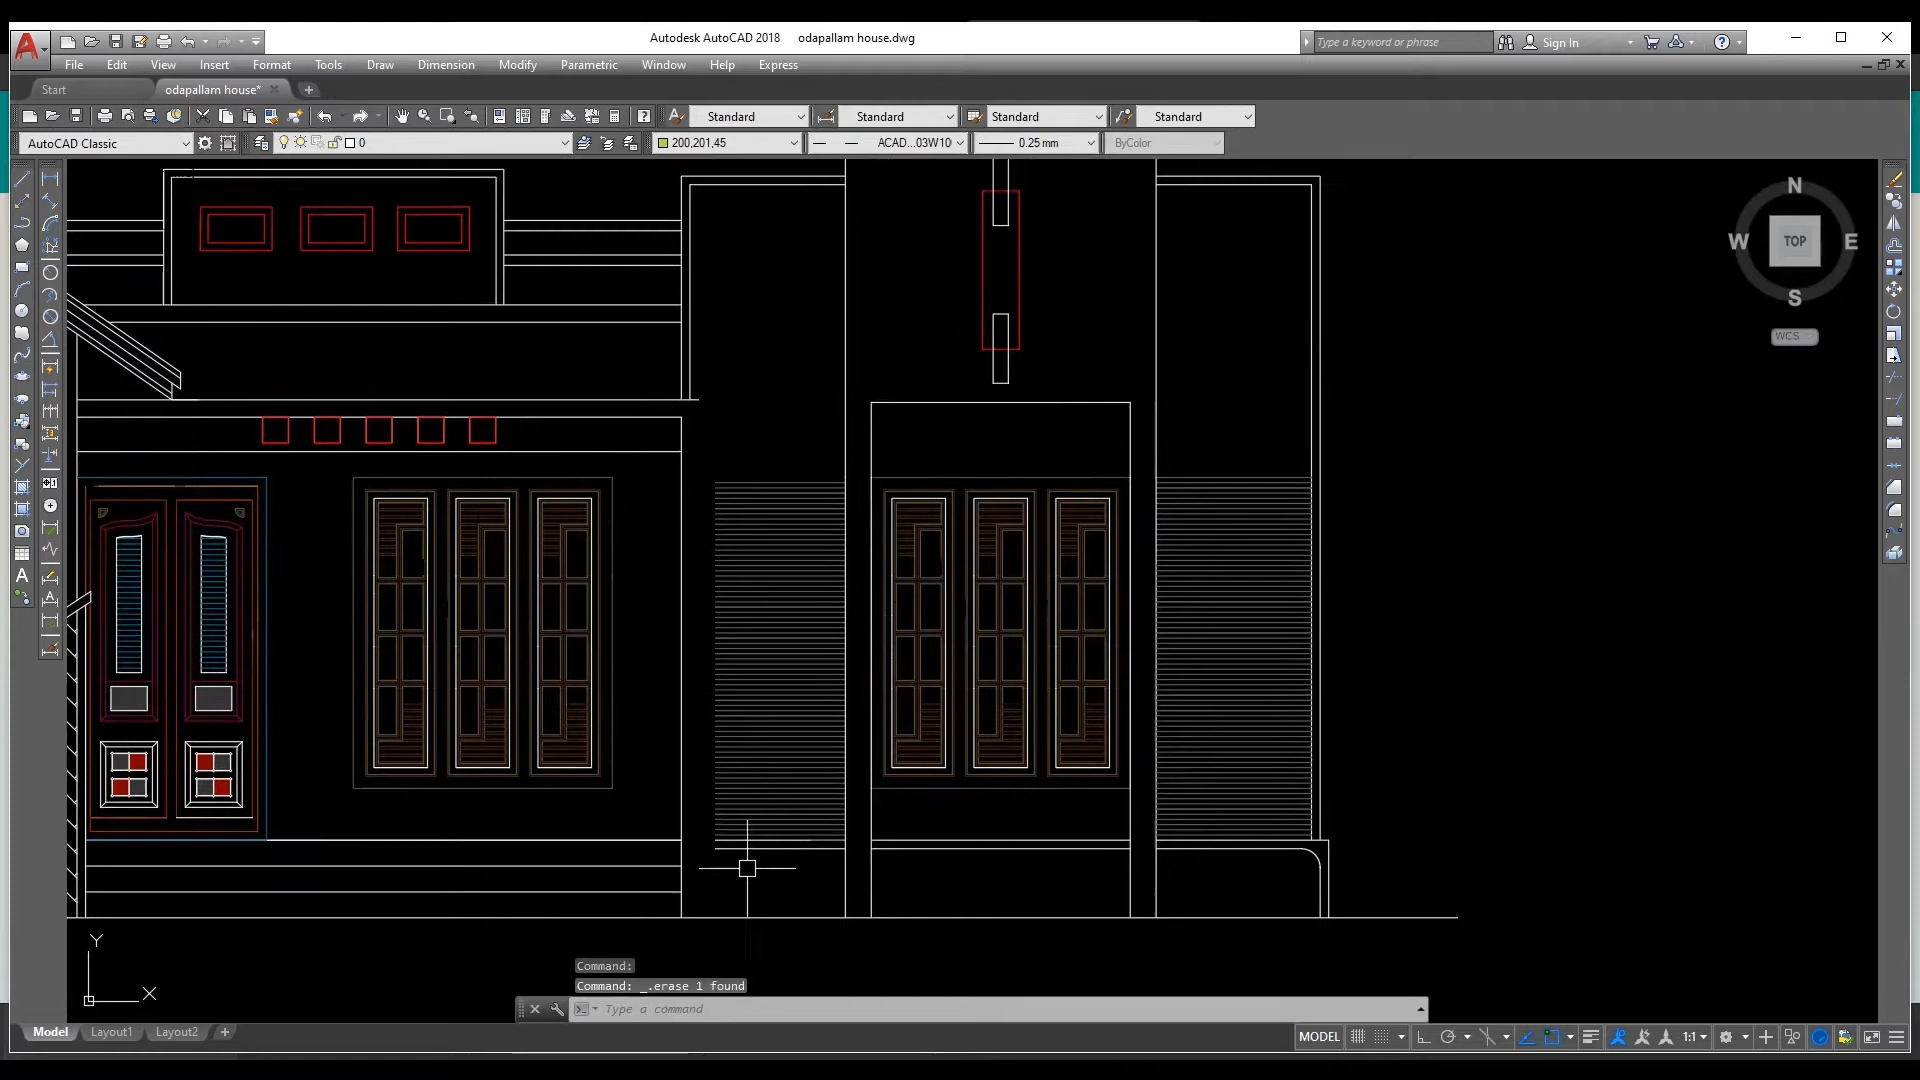 Autodesk AutoCAD 2018 odapallam house.dwg
Type a keyword or phrase
Sign In
File Edit View Insert Format Tools Draw Dimension Modify Parametric Window Help Express
Start
odapallam house*
Standard Standard Standard Standard
AutoCAD Classic
0
200,201,45
ACAD...03W10
0.25 mm
ByColor
N
W TOP E
S
WCS
A
A
Y
X
Command:
Command: _.erase 1 found
Type a command
Model Layout1 Layout2
MODEL
1:1